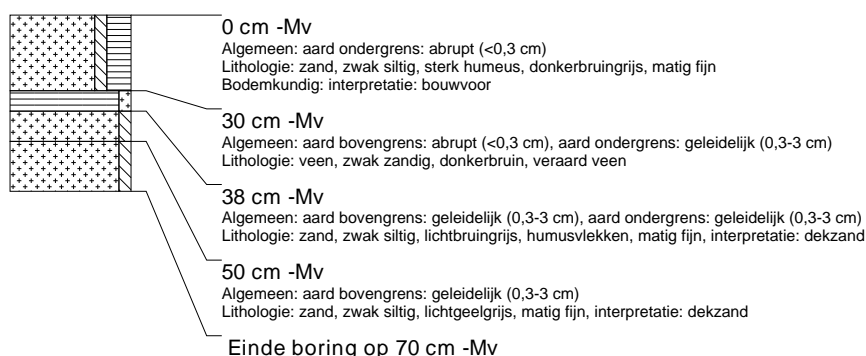 0 cm -Mv
Algemeen: aard ondergrens: abrupt (<0,3 cm)
Lithologie: zand, zwak siltig, sterk humeus, donkerbruingrijs, matig fijn
Bodemkundig: interpretatie: bouwvoor
30 cm -Mv
Algemeen: aard bovengrens: abrupt (<0,3 cm), aard ondergrens: geleidelijk (0,3-3 cm)
Lithologie: veen, zwak zandig, donkerbruin, veraard veen
38 cm -Mv
Algemeen: aard bovengrens: geleidelijk (0,3-3 cm), aard ondergrens: geleidelijk (0,3-3 cm)
Lithologie: zand, zwak siltig, lichtbruingrijs, humusvlekken, matig fijn, interpretatie: dekzand
50 cm -Mv
Algemeen: aard bovengrens: geleidelijk (0,3-3 cm)
Lithologie: zand, zwak siltig, lichtgeelgrijs, matig fijn, interpretatie: dekzand
Einde boring op 70 cm -Mv